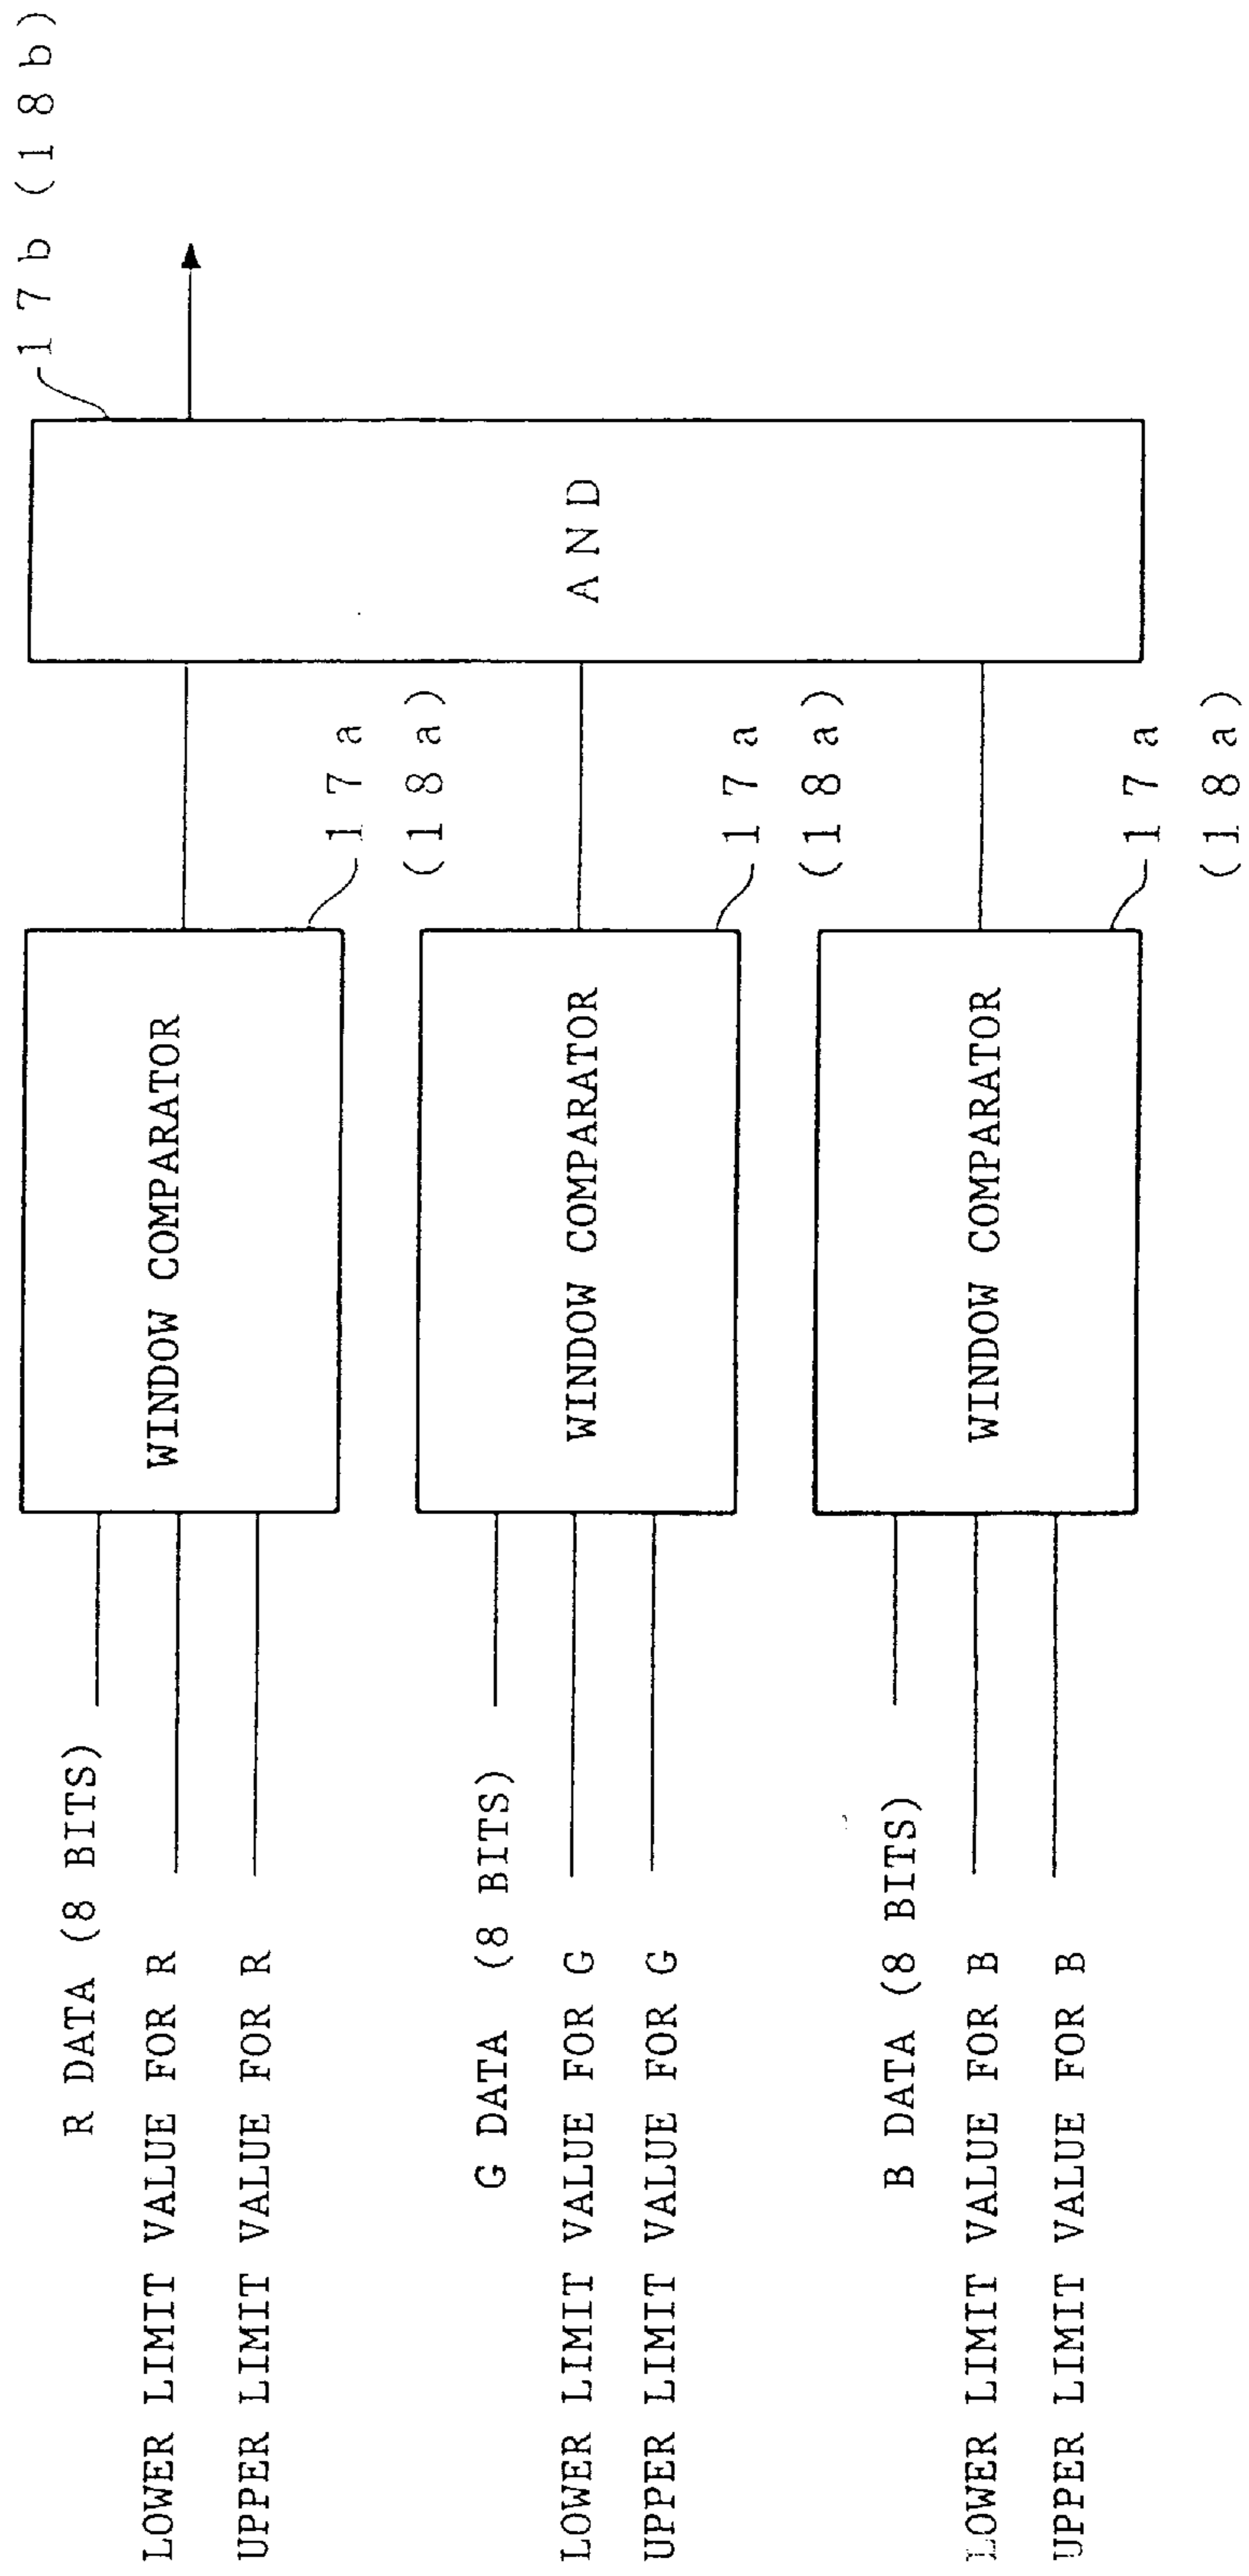 17b (18b)
AND
17a
(18a)
17a
(18a)
17a
(18a)
WINDOW COMPARATOR
WINDOW COMPARATOR
WINDOW COMPARATOR
R DATA (8 BITS)
LOWER LIMIT VALUE FOR R
UPPER LIMIT VALUE FOR R
G DATA (8 BITS)
LOWER LIMIT VALUE FOR G
UPPER LIMIT VALUE FOR G
B DATA (8 BITS)
LOWER LIMIT VALUE FOR B
UPPER LIMIT VALUE FOR B